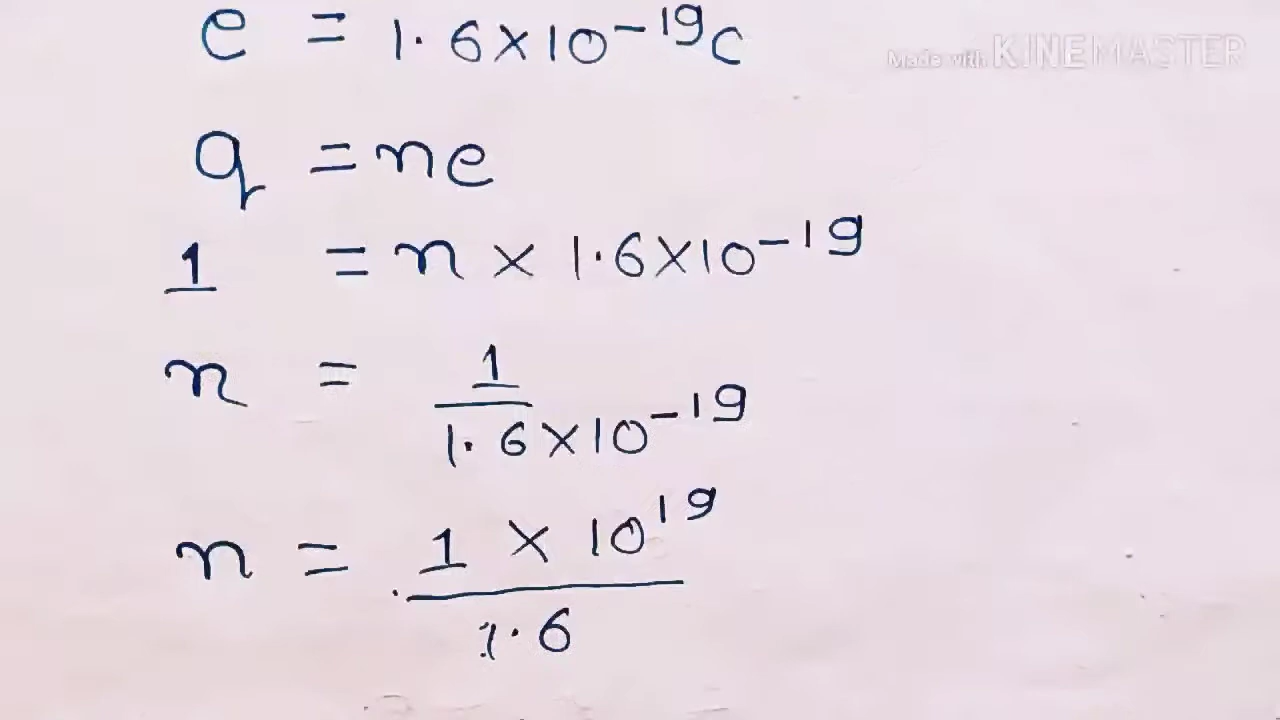 e = 1.6×10⁻¹⁹c
Made with KINEMASTER
q = ne
1 = n × 1.6×10⁻¹⁹
n = 1 / 1.6×10⁻¹⁹
n = 1 × 10¹⁹ / 1.6